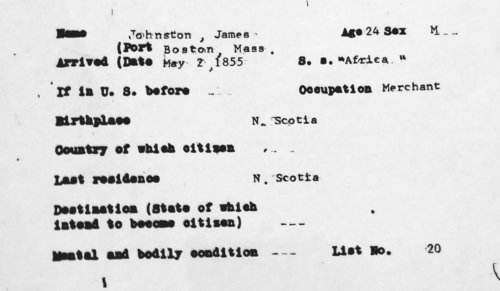 Name Johnston, James Age 24 Sex M
(Port Boston, Mass.
Arrived (Date May 2, 1855 S. s. "Africa."
If in U. S. before --- Occupation Merchant
Birthplace N. Scotia
Country of which citizen ---
Last residence N. Scotia
Destination (State of which
intend to become citizen) ---
Mental and bodily condition --- List No. 20